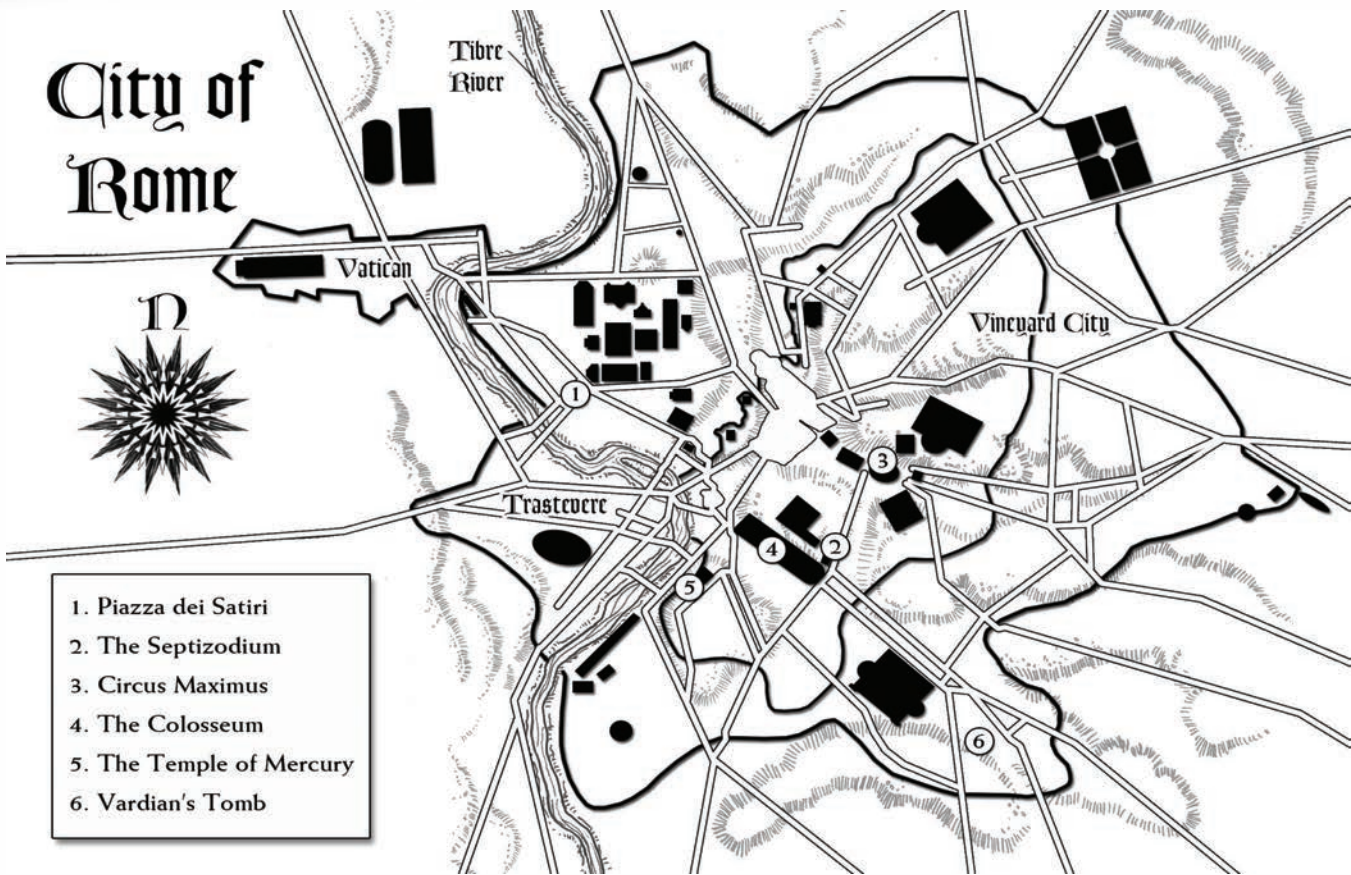 City of
Rome
Tibre
River
N
Vatican
Vineyard City
Trastevere
1
3
2
4
5
6
1. Piazza dei Satiri
2. The Septizodium
3. Circus Maximus
4. The Colosseum
5. The Temple of Mercury
6. Vardian's Tomb